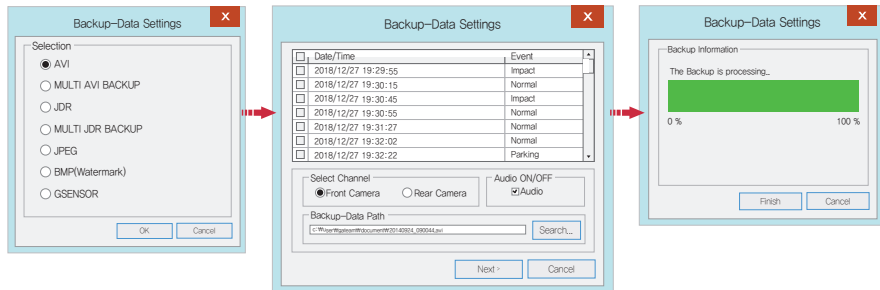 Backup-Data Settings
X
Selection
AVI
MULTI AVI BACKUP
JDR
MULTI JDR BACKUP
JPEG
BMP(Watermark)
GSENSOR
OK
Cancel
Backup-Data Settings
X
Date/Time Event
2018/12/27 19:29:55 Impact
2018/12/27 19:30:15 Normal
2018/12/27 19:30:45 Impact
2018/12/27 19:30:55 Normal
2018/12/27 19:31:27 Normal
2018/12/27 19:32:02 Normal
2018/12/27 19:32:22 Parking
Select Channel
Front Camera
Rear Camera
Audio ON/OFF
Audio
Backup-Data Path
c:₩User₩qateam₩document₩20140924_090044.avi
Search...
Next >
Cancel
Backup-Data Settings
X
Backup Information
The Backup is processing...
0 % 100 %
Finish
Cancel